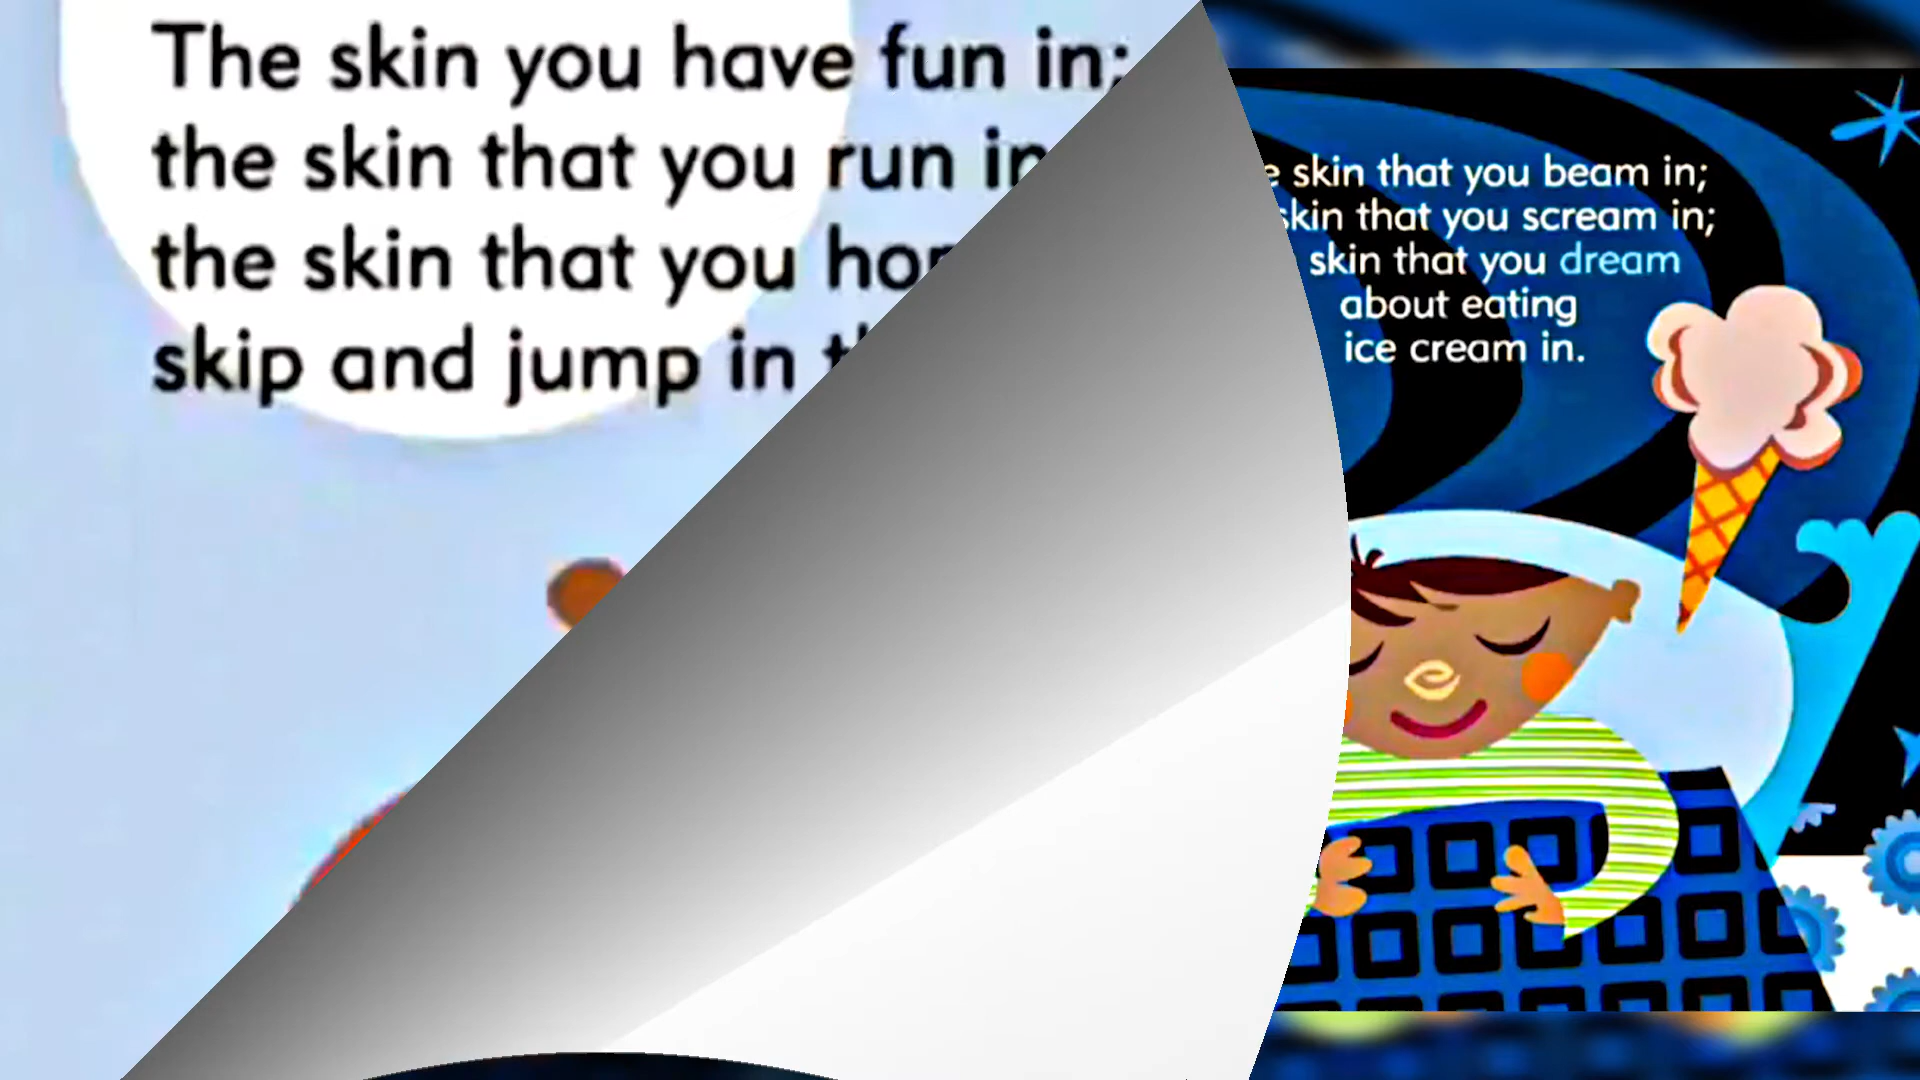 The skin you have fun in;
the skin that you run in
the skin that you
skip and jump in
skin that you beam in;
skin that you scream in;
skin that you dream
about eating
ice cream in.